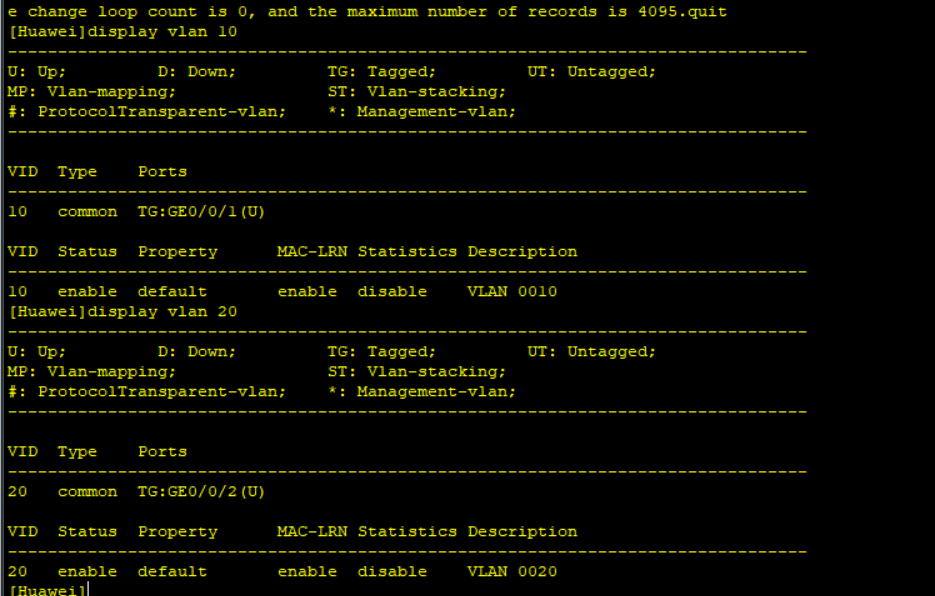 e change loop count is 0, and the maximum number of records is 4095.quit
[Huawei]display vlan 10
--------------------------------------------------------------------------------
U: Up;         D: Down;         TG: Tagged;         UT: Untagged;
MP: Vlan-mapping;               ST: Vlan-stacking;
#: ProtocolTransparent-vlan;    *: Management-vlan;
--------------------------------------------------------------------------------
VID  Type    Ports
--------------------------------------------------------------------------------
10   common  TG:GE0/0/1(U)
VID  Status  Property      MAC-LRN Statistics Description
--------------------------------------------------------------------------------
10   enable  default       enable  disable    VLAN 0010
[Huawei]display vlan 20
--------------------------------------------------------------------------------
U: Up;         D: Down;         TG: Tagged;         UT: Untagged;
MP: Vlan-mapping;               ST: Vlan-stacking;
#: ProtocolTransparent-vlan;    *: Management-vlan;
--------------------------------------------------------------------------------
VID  Type    Ports
--------------------------------------------------------------------------------
20   common  TG:GE0/0/2(U)
VID  Status  Property      MAC-LRN Statistics Description
--------------------------------------------------------------------------------
20   enable  default       enable  disable    VLAN 0020
[Huawei]